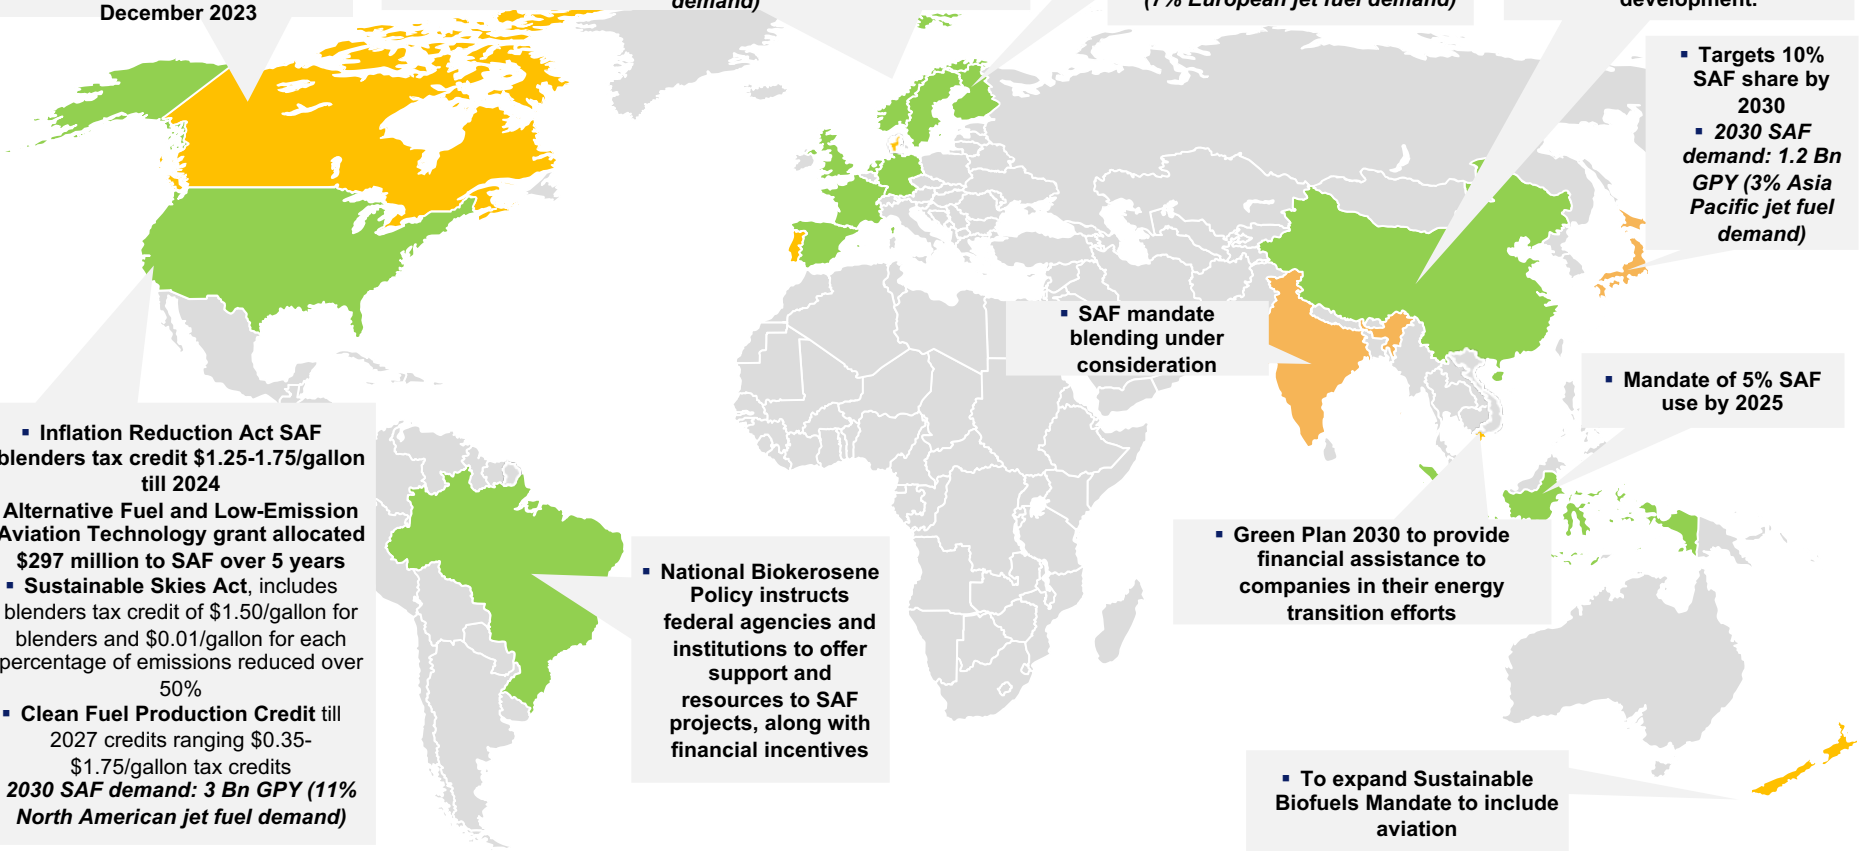 December 2023
demand)
(7% European jet fuel demand)
development.
▪ Targets 10%
SAF share by
2030
▪ 2030 SAF
demand: 1.2 Bn
GPY (3% Asia
Pacific jet fuel
demand)
▪ SAF mandate
blending under
consideration
▪ Mandate of 5% SAF
use by 2025
▪ Inflation Reduction Act SAF
blenders tax credit $1.25-1.75/gallon
till 2024
Alternative Fuel and Low-Emission
Aviation Technology grant allocated
$297 million to SAF over 5 years
▪ Sustainable Skies Act, includes
blenders tax credit of $1.50/gallon for
blenders and $0.01/gallon for each
percentage of emissions reduced over
50%
▪ Clean Fuel Production Credit till
2027 credits ranging $0.35-
$1.75/gallon tax credits
2030 SAF demand: 3 Bn GPY (11%
North American jet fuel demand)
▪ National Biokerosene
Policy instructs
federal agencies and
institutions to offer
support and
resources to SAF
projects, along with
financial incentives
▪ Green Plan 2030 to provide
financial assistance to
companies in their energy
transition efforts
▪ To expand Sustainable
Biofuels Mandate to include
aviation